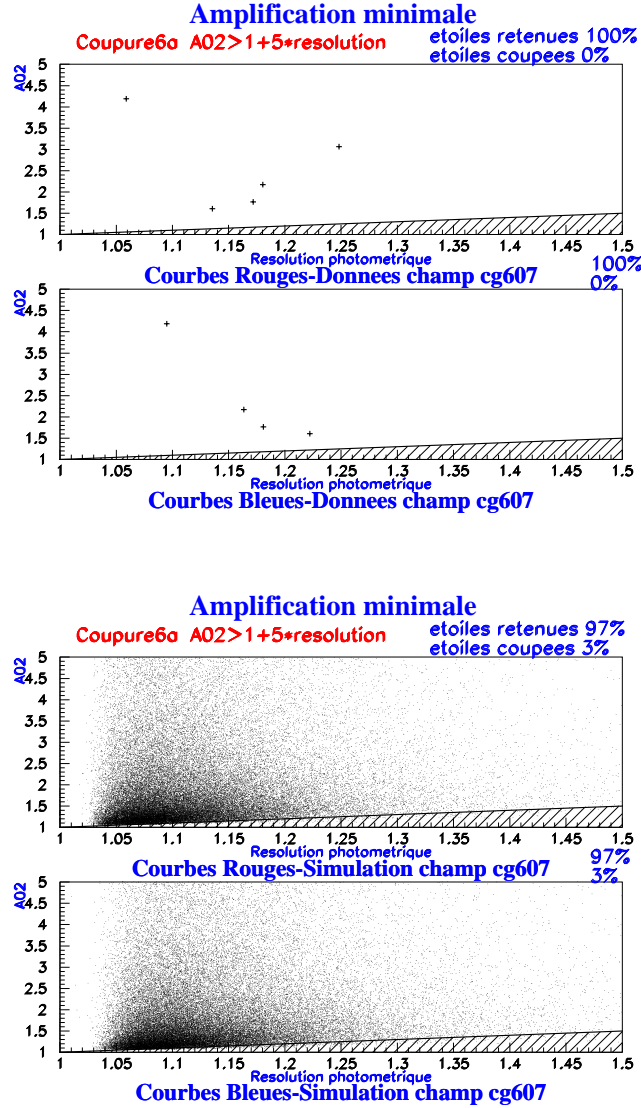 Amplification minimale
Coupure6a A02>1+5*resolution
etoiles retenues 100%
etoiles coupees 0%
A02
5
4.5
4
3.5
3
2.5
2
1.5
1
1 1.05 1.1 1.15 1.2 1.25 1.3 1.35 1.4 1.45 1.5
Resolution photometrique
Courbes Rouges-Donnees champ cg607
100%
0%
A02
5
4.5
4
3.5
3
2.5
2
1.5
1
1 1.05 1.1 1.15 1.2 1.25 1.3 1.35 1.4 1.45 1.5
Resolution photometrique
Courbes Bleues-Donnees champ cg607
Amplification minimale
Coupure6a A02>1+5*resolution
etoiles retenues 97%
etoiles coupees 3%
A02
5
4.5
4
3.5
3
2.5
2
1.5
1
1 1.05 1.1 1.15 1.2 1.25 1.3 1.35 1.4 1.45 1.5
Resolution photometrique
Courbes Rouges-Simulation champ cg607
97%
3%
A02
5
4.5
4
3.5
3
2.5
2
1.5
1
1 1.05 1.1 1.15 1.2 1.25 1.3 1.35 1.4 1.45 1.5
Resolution photometrique
Courbes Bleues-Simulation champ cg607